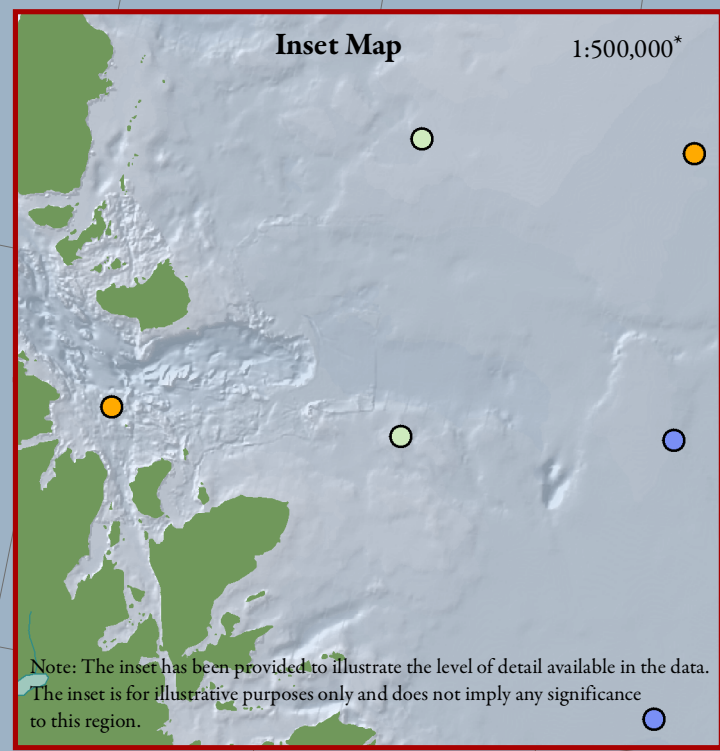 Inset Map
1:500,000*
Note: The inset has been provided to illustrate the level of detail available in the data.
The inset is for illustrative purposes only and does not imply any significance
to this region.